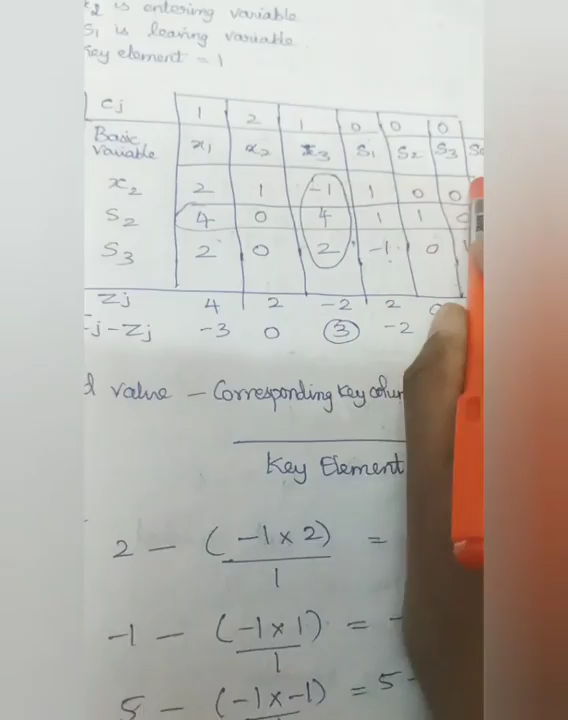 x2 is entering variable
S1 is leaving variable.
Key element = 1
Cj 1 2 1 0 0 0
Basic Variable x1 x2 x3 S1 S2 S3
x2 2 1 -1 1 0 0
S2 4 0 4 1 1
S3 2 0 2 -1 0
Zj 4 2 -2 2
j-Zj -3 0 3 -2
d value - Corresponding key colum
Key Element
2 - (-1 x 2) =
1
-1 - (-1 x 1) = -
1
5 - (-1 x -1) = 5 -